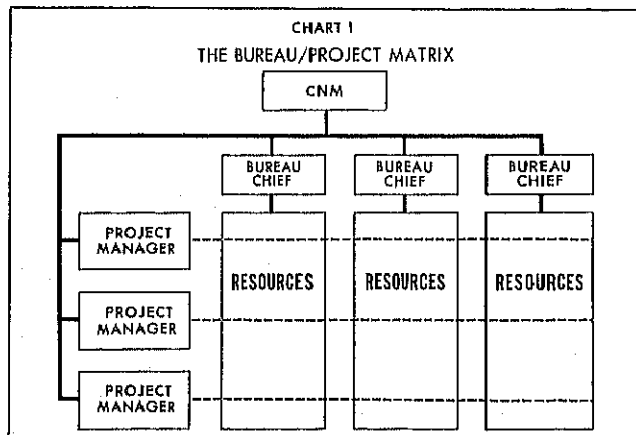 CHART 1
THE BUREAU/PROJECT MATRIX
CNM
BUREAU
CHIEF
BUREAU
CHIEF
BUREAU
CHIEF
PROJECT
MANAGER
RESOURCES
RESOURCES
RESOURCES
PROJECT
MANAGER
PROJECT
MANAGER